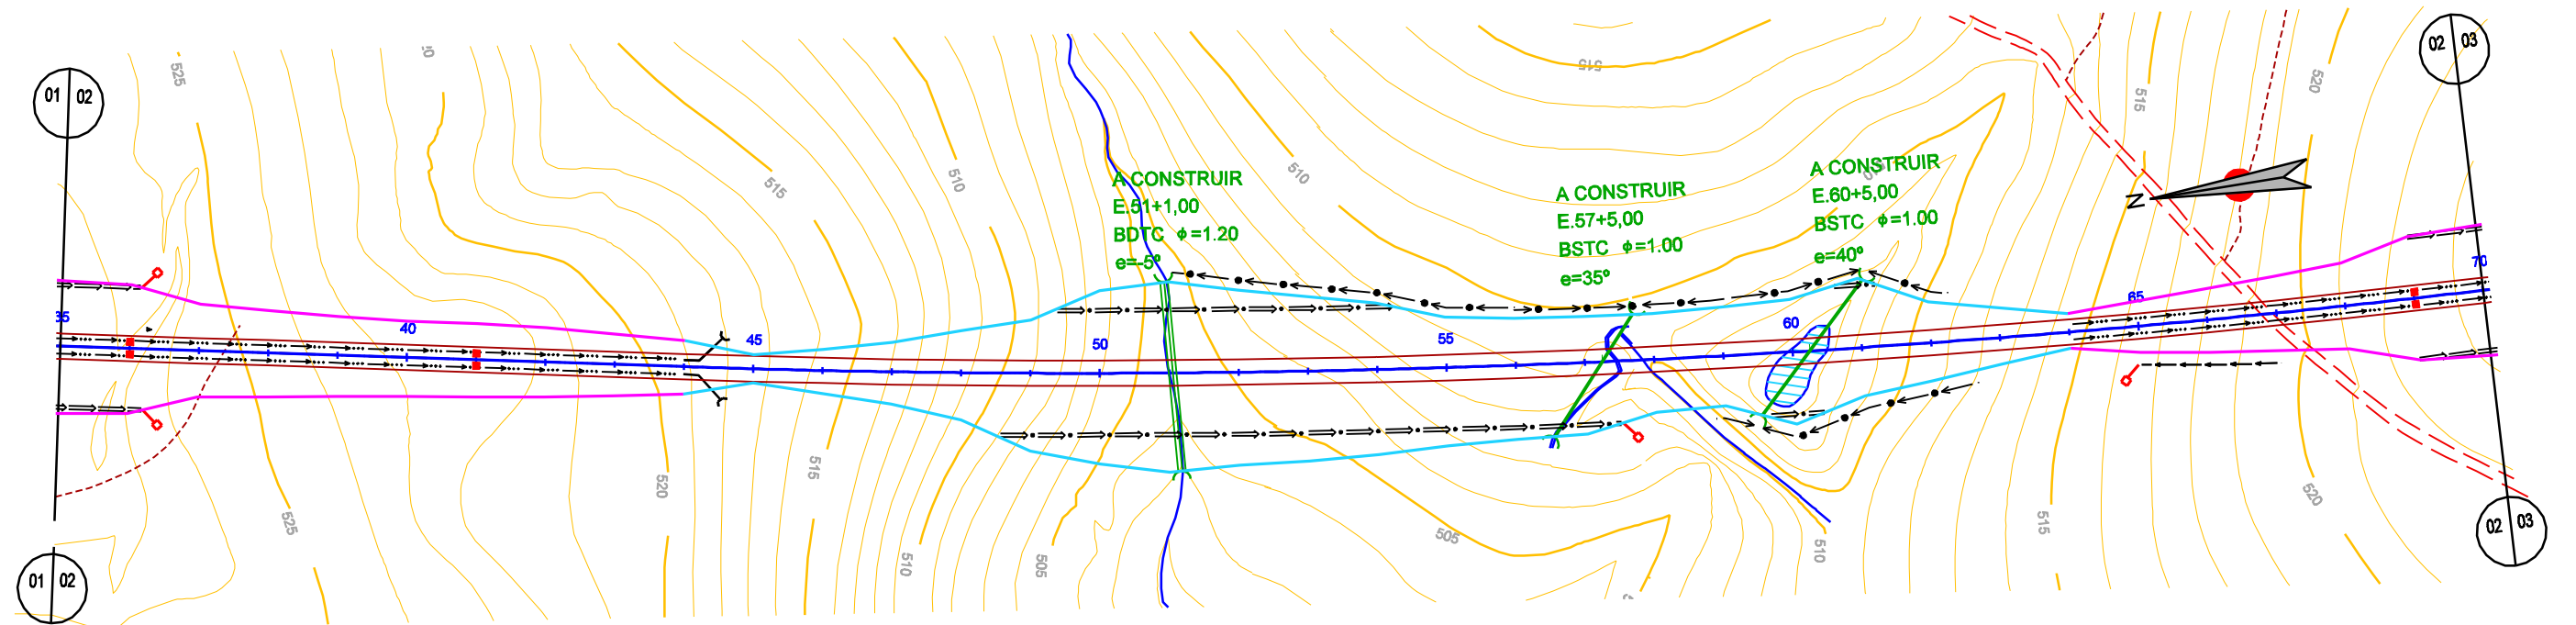 01 02
02 03
525
20
515
510
510
515
515
520
A CONSTRUIR
E.51+1,00
BDTC ϕ=1.20
e=-5º
A CONSTRUIR
E.57+5,00
BSTC ϕ=1.00
e=35º
A CONSTRUIR
E.60+5,00
BSTC ϕ=1.00
e=40º
N
35
40
45
50
55
60
65
70
525
520
515
510
505
505
510
515
520
01 02
02 03